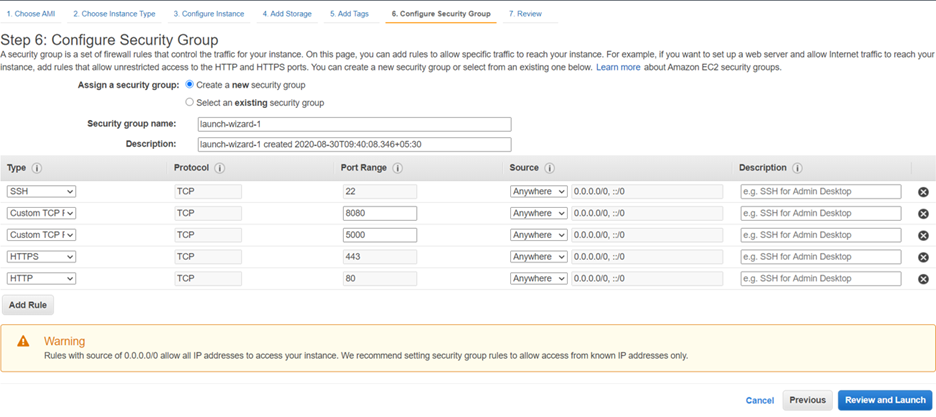 1. Choose AMI 2. Choose Instance Type 3. Configure Instance 4. Add Storage 5. Add Tags 6. Configure Security Group 7. Review
Step 6: Configure Security Group
A security group is a set of firewall rules that control the traffic for your instance. On this page, you can add rules to allow specific traffic to reach your instance. For example, if you want to set up a web server and allow Internet traffic to reach your
instance, add rules that allow unrestricted access to the HTTP and HTTPS ports. You can create a new security group or select from an existing one below. Learn more about Amazon EC2 security groups.
Assign a security group: Create a new security group
Select an existing security group
Security group name: launch-wizard-1
Description: launch-wizard-1 created 2020-08-30T09:40:08.346+05:30
Type i Protocol i Port Range i Source i Description i
SSH TCP 22 Anywhere 0.0.0.0/0, ::/0 e.g. SSH for Admin Desktop
Custom TCP F TCP 8080 Anywhere 0.0.0.0/0, ::/0 e.g. SSH for Admin Desktop
Custom TCP F TCP 5000 Anywhere 0.0.0.0/0, ::/0 e.g. SSH for Admin Desktop
HTTPS TCP 443 Anywhere 0.0.0.0/0, ::/0 e.g. SSH for Admin Desktop
HTTP TCP 80 Anywhere 0.0.0.0/0, ::/0 e.g. SSH for Admin Desktop
Add Rule
Warning
Rules with source of 0.0.0.0/0 allow all IP addresses to access your instance. We recommend setting security group rules to allow access from known IP addresses only.
Cancel Previous Review and Launch